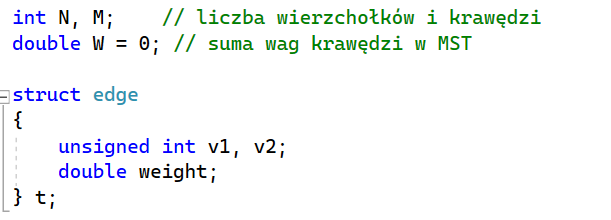 int N, M;    // liczba wierzchołków i krawędzi
double W = 0; // suma wag krawędzi w MST
struct edge
{
    unsigned int v1, v2;
    double weight;
} t;